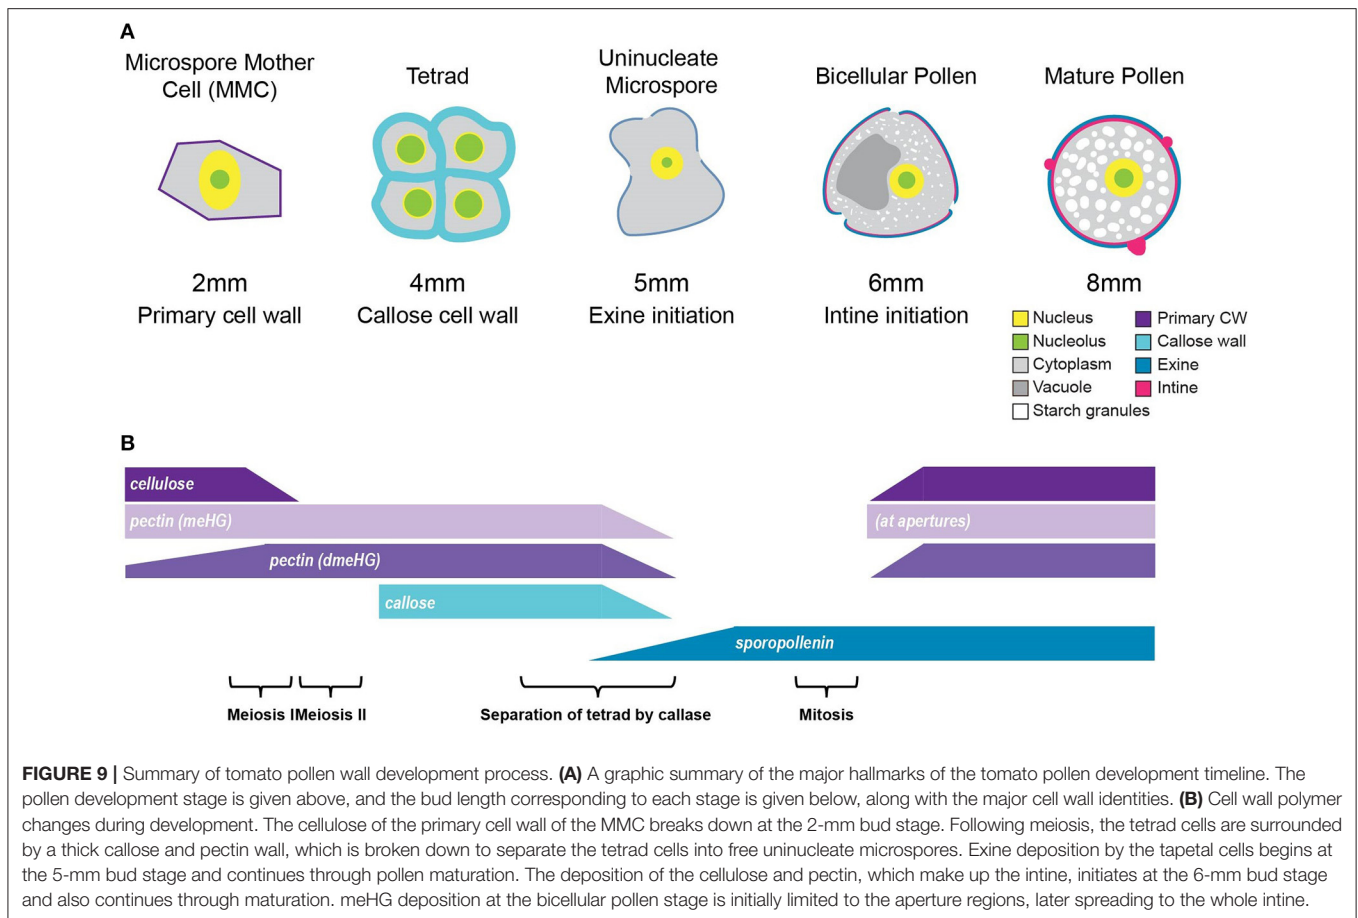 A
Microspore Mother
Cell (MMC)
Tetrad
Uninucleate
Microspore
Bicellular Pollen
Mature Pollen
2mm
4mm
5mm
6mm
8mm
Primary cell wall
Callose cell wall
Exine initiation
Intine initiation
Nucleus
Nucleolus
Cytoplasm
Vacuole
Starch granules
Primary CW
Callose wall
Exine
Intine
B
cellulose
pectin (meHG)
(at apertures)
pectin (dmeHG)
callose
sporopollenin
Meiosis I
Meiosis II
Separation of tetrad by callase
Mitosis
FIGURE 9 | Summary of tomato pollen wall development process. (A) A graphic summary of the major hallmarks of the tomato pollen development timeline. The
pollen development stage is given above, and the bud length corresponding to each stage is given below, along with the major cell wall identities. (B) Cell wall polymer
changes during development. The cellulose of the primary cell wall of the MMC breaks down at the 2-mm bud stage. Following meiosis, the tetrad cells are surrounded
by a thick callose and pectin wall, which is broken down to separate the tetrad cells into free uninucleate microspores. Exine deposition by the tapetal cells begins at
the 5-mm bud stage and continues through pollen maturation. The deposition of the cellulose and pectin, which make up the intine, initiates at the 6-mm bud stage
and also continues through maturation. meHG deposition at the bicellular pollen stage is initially limited to the aperture regions, later spreading to the whole intine.